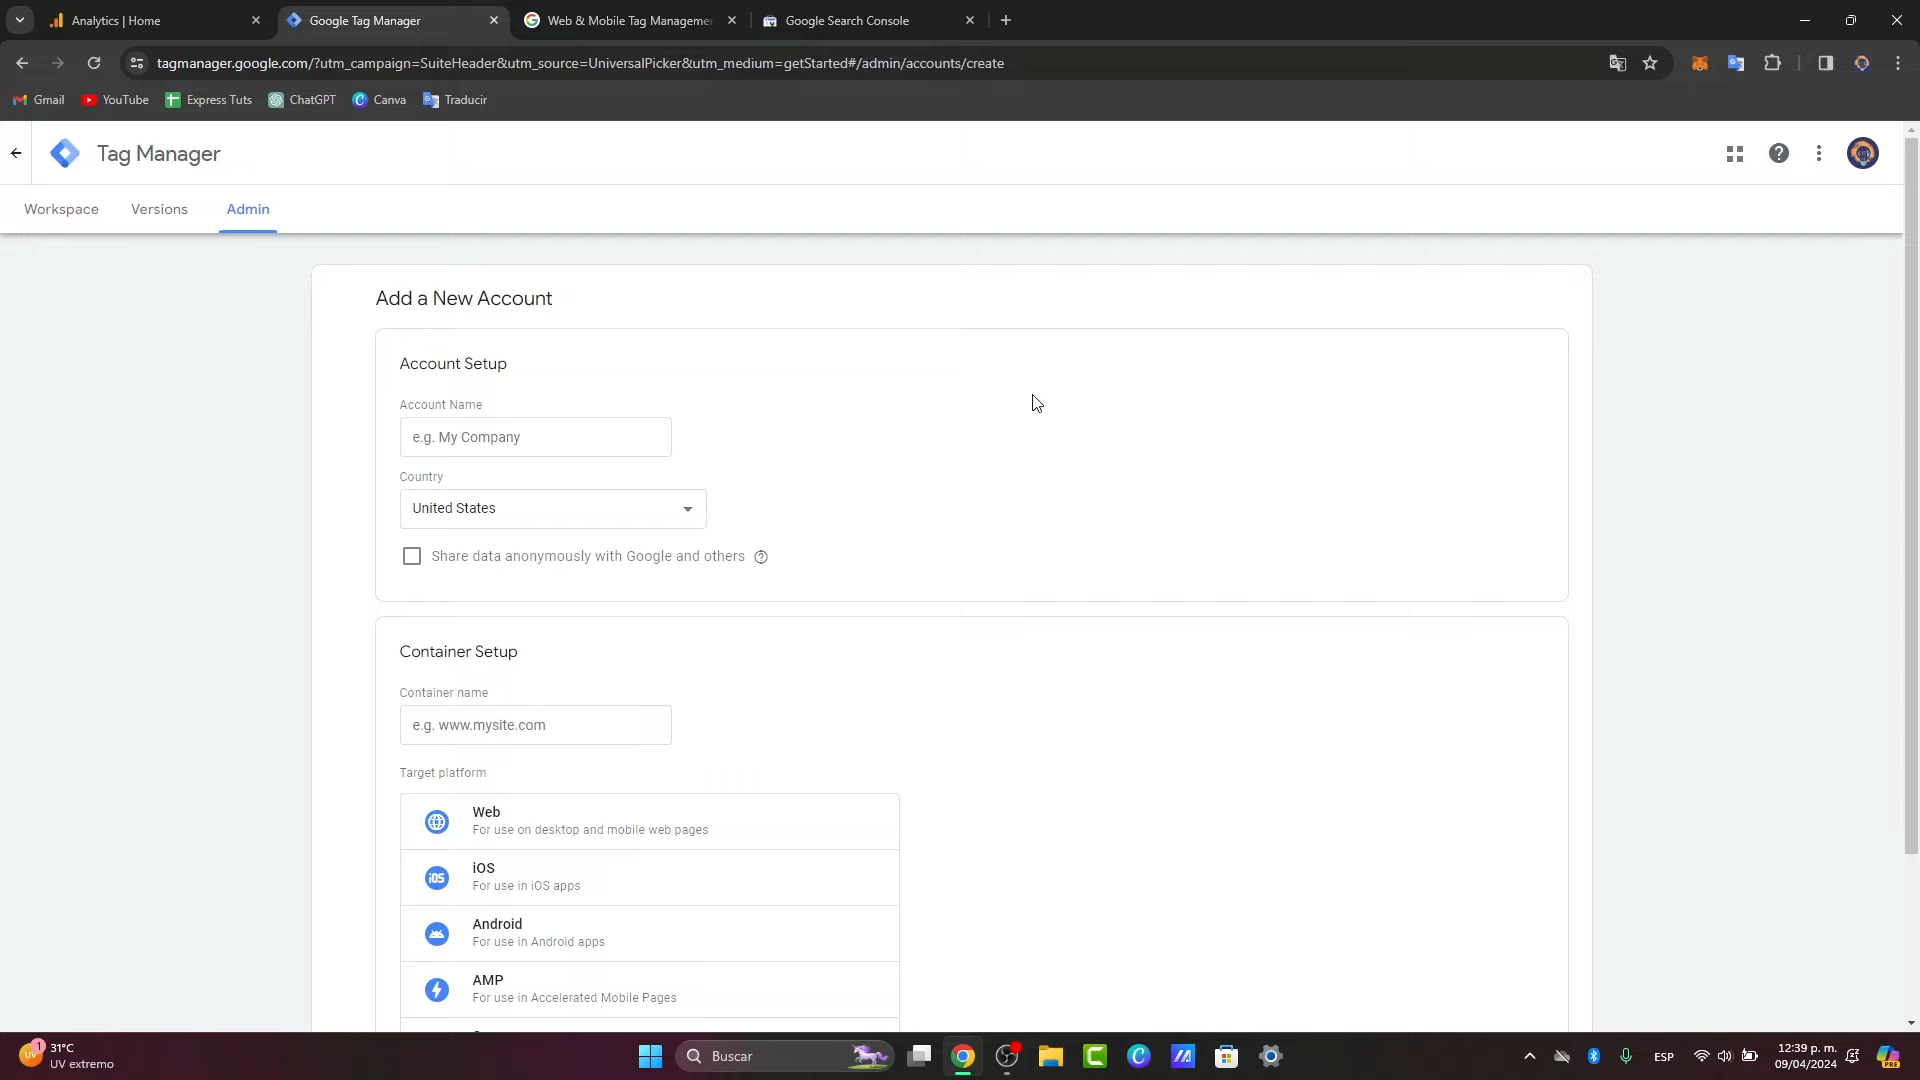 Analytics | Home
Google Tag Manager
Web & Mobile Tag Managemer
Google Search Console
tagmanager.google.com/?utm_campaign=SuiteHeader&utm_source=UniversalPicker&utm_medium=getStarted#/admin/accounts/create
Gmail
YouTube
Express Tuts
ChatGPT
Canva
Traducir
Tag Manager
Workspace
Versions
Admin
Add a New Account
Account Setup
Account Name
e.g. My Company
Country
United States
Share data anonymously with Google and others
Container Setup
Container name
e.g. www.mysite.com
Target platform
Web
For use on desktop and mobile web pages
iOS
iOS
For use in iOS apps
Android
For use in Android apps
AMP
For use in Accelerated Mobile Pages
UV
1
31°C
UV extremo
Buscar
ESP
12:39 p. m.
09/04/2024
PRE